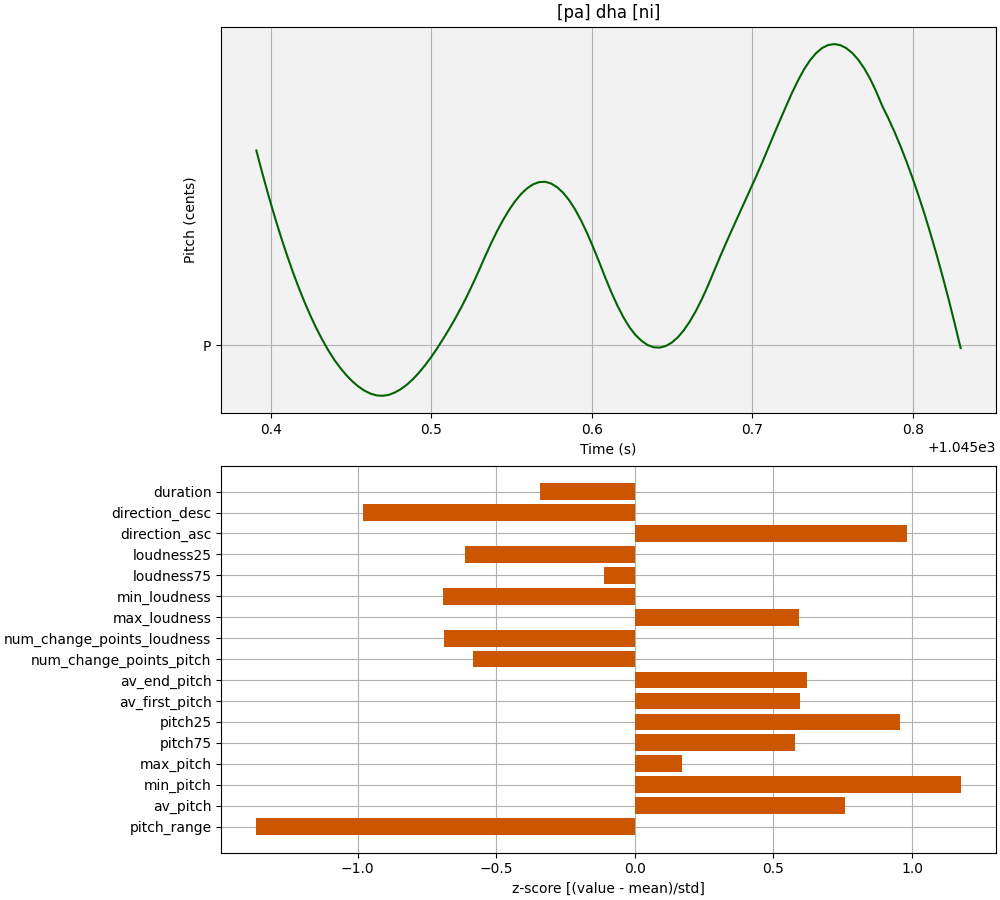 [pa] dha [ni]
Pitch (cents)
P
0.4 0.5 0.6 0.7 0.8
Time (s)
+1.045e3
duration
direction_desc
direction_asc
loudness25
loudness75
min_loudness
max_loudness
num_change_points_loudness
num_change_points_pitch
av_end_pitch
av_first_pitch
pitch25
pitch75
max_pitch
min_pitch
av_pitch
pitch_range
−1.0 −0.5 0.0 0.5 1.0
z-score [(value - mean)/std]